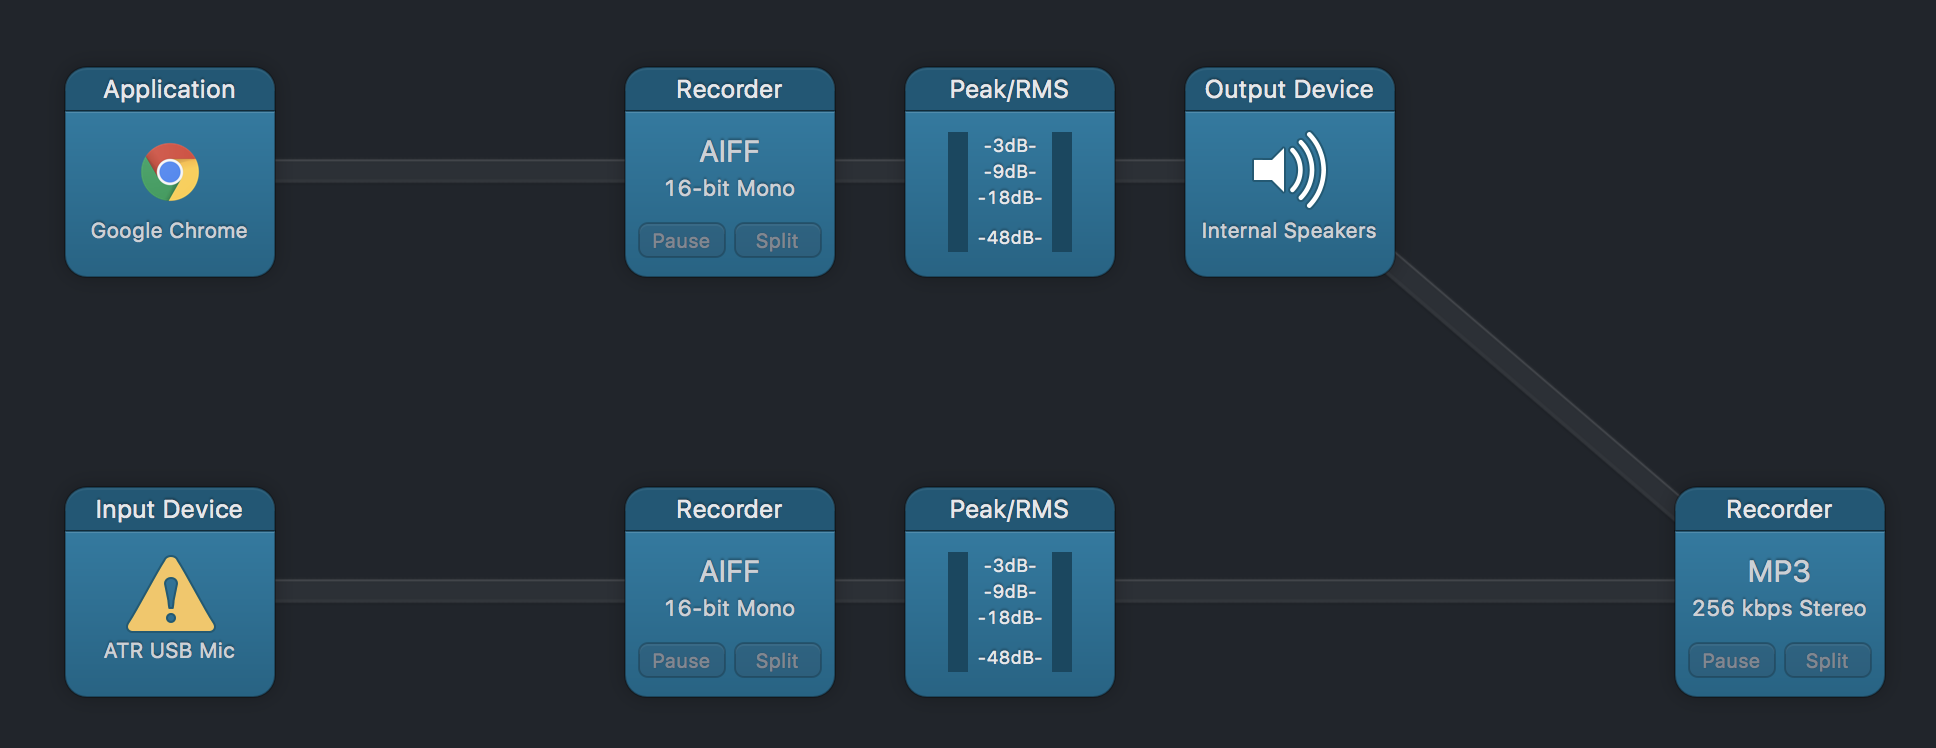 Application
Google Chrome
Recorder
AIFF
16-bit Mono
Pause Split
Peak/RMS
-3dB-
-9dB-
-18dB-
-48dB-
Output Device
Internal Speakers
Input Device
ATR USB Mic
Recorder
AIFF
16-bit Mono
Pause Split
Peak/RMS
-3dB-
-9dB-
-18dB-
-48dB-
Recorder
MP3
256 kbps Stereo
Pause Split